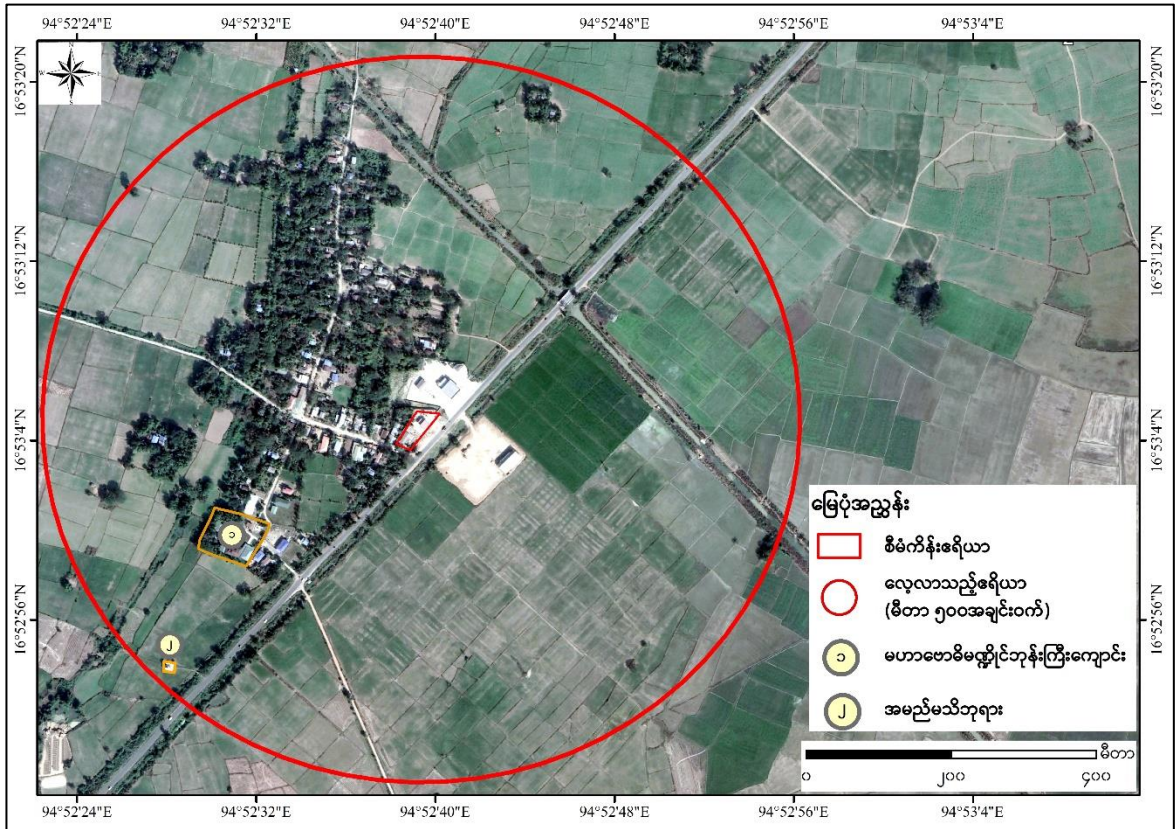 94°52'24"E 94°52'32"E 94°52'40"E 94°52'48"E 94°52'56"E 94°53'4"E
16°53'20"N 16°53'20"N
16°53'12"N 16°53'12"N
16°53'4"N 16°53'4"N
၁
မြေပုံအညွှန်း
စီမံကိန်းဧရိယာ
လေ့လာသည့်ဧရိယာ
(မီတာ ၅၀၀အချင်းဝက်)
16°52'56"N 16°52'56"N
၂
၁ မဟာဗောဓိမဏ္ဍိုင်ဘုန်းကြီးကျောင်း
၂ အမည်မသိဘုရား
မီတာ
၀ ၂၀၀ ၄၀၀
94°52'24"E 94°52'32"E 94°52'40"E 94°52'48"E 94°52'56"E 94°53'4"E